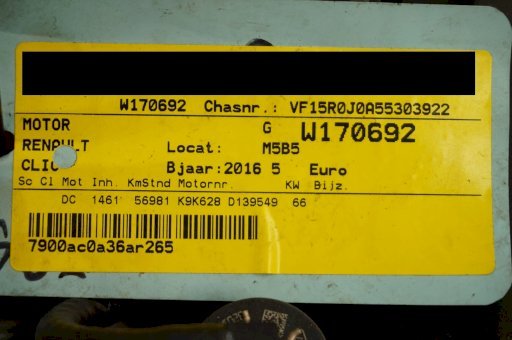 W170692 Chasnr.: VF15R0J0A55303922
MOTOR G W170692
RENAULT Locat: M5B5
CLIO Bjaar: 2016 5 Euro
Sc Cl Mot Inh. KmStnd Motornr. KW Bijz.
DC 1461 56981 K9K628 D139549 66
7900ac0a36ar265